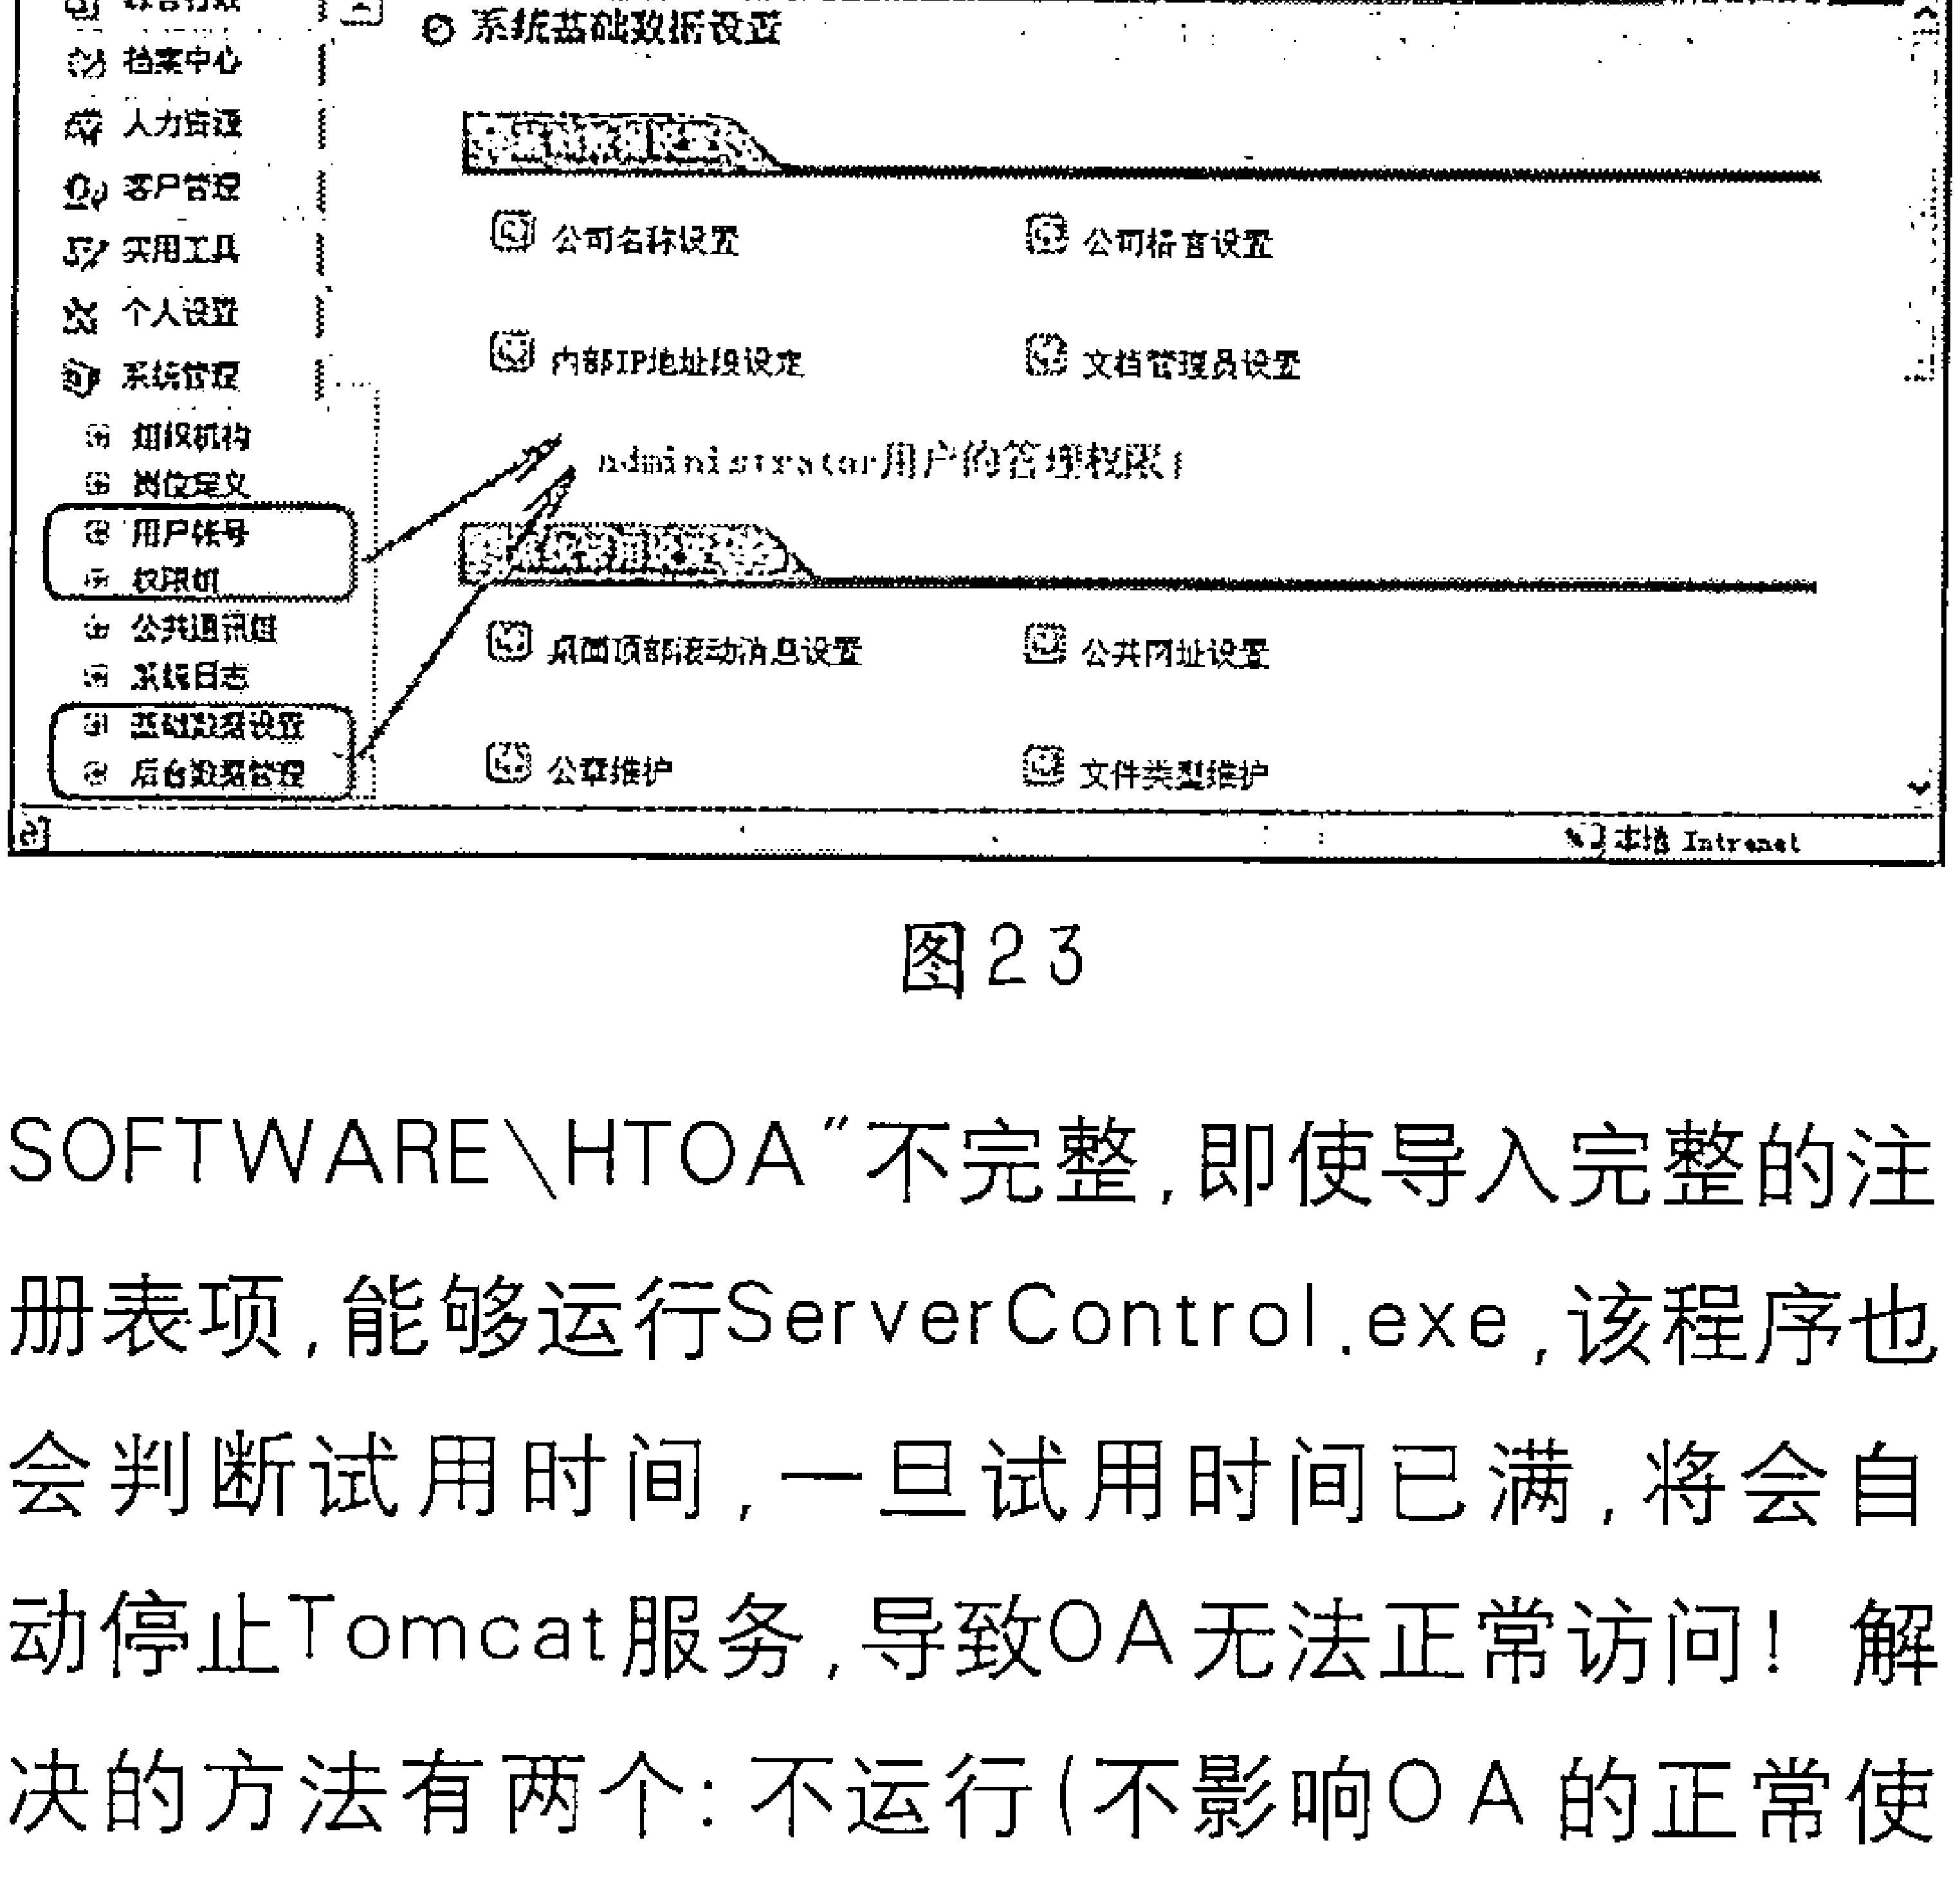 系统基础数据设置
档案中心
人力资源
客户管理
实用工具
个人设置
系统管理
组织机构
岗位定义
用户帐号
权限组
公共通讯组
系统日志
基础数据设置
后台数据管理
公司名称设置
公司格言设置
内部IP地址段设定
文档管理员设置
administrator用户的管理权限!
桌面顶部滚动消息设置
公共网址设置
公章维护
文件类型维护
本地 Intranet
图23
SOFTWARE\HTOA"不完整,即使导入完整的注
册表项,能够运行ServerControl.exe,该程序也
会判断试用时间,一旦试用时间已满,将会自
动停止Tomcat服务,导致OA无法正常访问! 解
决的方法有两个:不运行(不影响OA的正常使